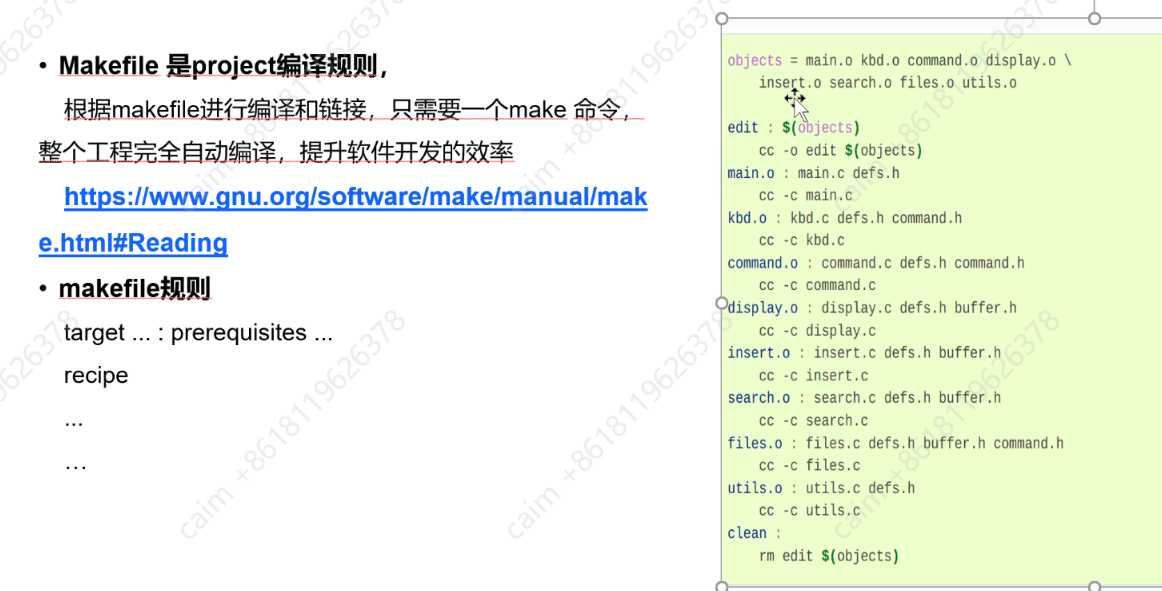 • Makefile 是project编译规则，
根据makefile进行编译和链接，只需要一个make 命令，
整个工程完全自动编译，提升软件开发的效率
https://www.gnu.org/software/make/manual/mak
e.html#Reading
• makefile规则
target ... : prerequisites ...
recipe
...
…
objects = main.o kbd.o command.o display.o \
insert.o search.o files.o utils.o
edit : $(objects)
cc -o edit $(objects)
main.o : main.c defs.h
cc -c main.c
kbd.o : kbd.c defs.h command.h
cc -c kbd.c
command.o : command.c defs.h command.h
cc -c command.c
display.o : display.c defs.h buffer.h
cc -c display.c
insert.o : insert.c defs.h buffer.h
cc -c insert.c
search.o : search.c defs.h buffer.h
cc -c search.c
files.o : files.c defs.h buffer.h command.h
cc -c files.c
utils.o : utils.c defs.h
cc -c utils.c
clean :
rm edit $(objects)
caim +8618119626378
caim +8618119626378
caim +8618119626378